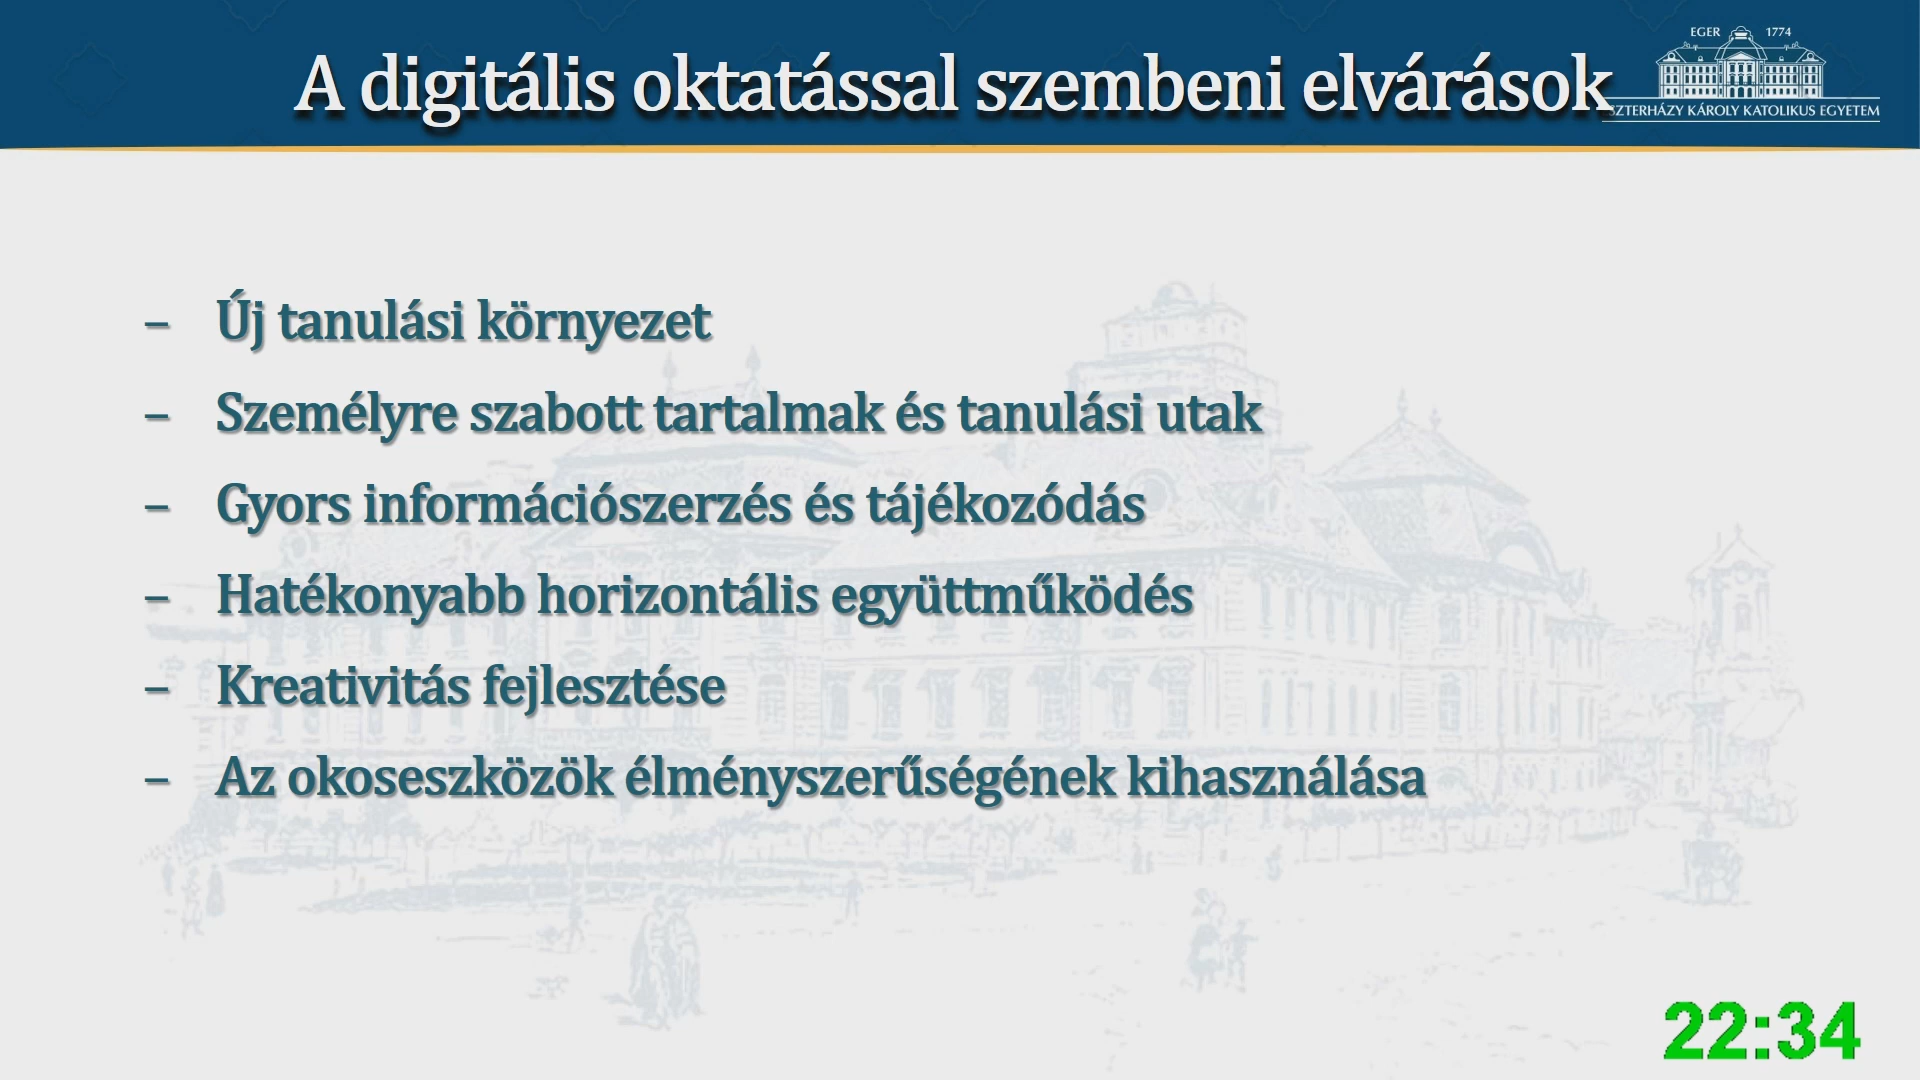 A digitális oktatással szembeni elvárások
EGER 1774
SZTERHÁZY KÁROLY KATOLIKUS EGYETEM
– Új tanulási környezet
– Személyre szabott tartalmak és tanulási utak
– Gyors információszerzés és tájékozódás
– Hatékonyabb horizontális együttműködés
– Kreativitás fejlesztése
– Az okoseszközök élményszerűségének kihasználása
22:34